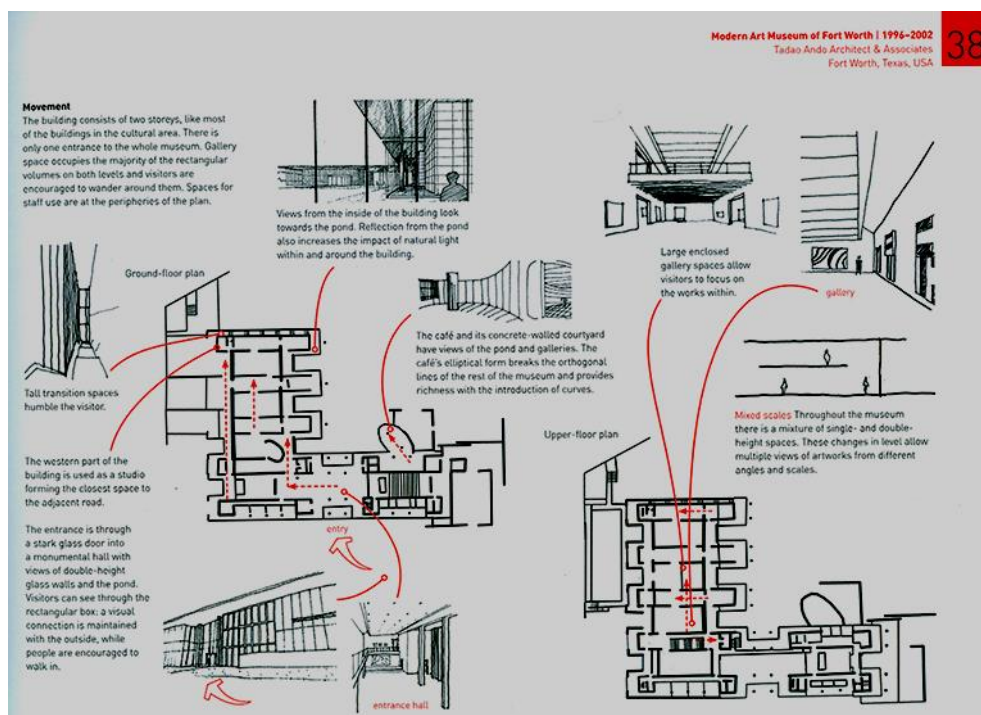 Modern Art Museum of Fort Worth | 1996–2002
Tadao Ando Architect & Associates
Fort Worth, Texas, USA
38
Movement
The building consists of two storeys, like most
of the buildings in the cultural area. There is
only one entrance to the whole museum. Gallery
space occupies the majority of the rectangular
volumes on both levels and visitors are
encouraged to wander around them. Spaces for
staff use are at the peripheries of the plan.
Views from the inside of the building look
towards the pond. Reflection from the pond
also increases the impact of natural light
within and around the building.
Large enclosed
gallery spaces allow
visitors to focus on
the works within.
gallery
Ground-floor plan
The café and its concrete-walled courtyard
have views of the pond and galleries. The
café's elliptical form breaks the orthogonal
lines of the rest of the museum and provides
richness with the introduction of curves.
Tall transition spaces
humble the visitor.
Mixed scales Throughout the museum
there is a mixture of single- and double-
height spaces. These changes in level allow
multiple views of artworks from different
angles and scales.
Upper-floor plan
The western part of the
building is used as a studio
forming the closest space to
the adjacent road.
The entrance is through
a stark glass door into
a monumental hall with
views of double-height
glass walls and the pond.
Visitors can see through the
rectangular box: a visual
connection is maintained
with the outside, while
people are encouraged to
walk in.
entry
entrance hall